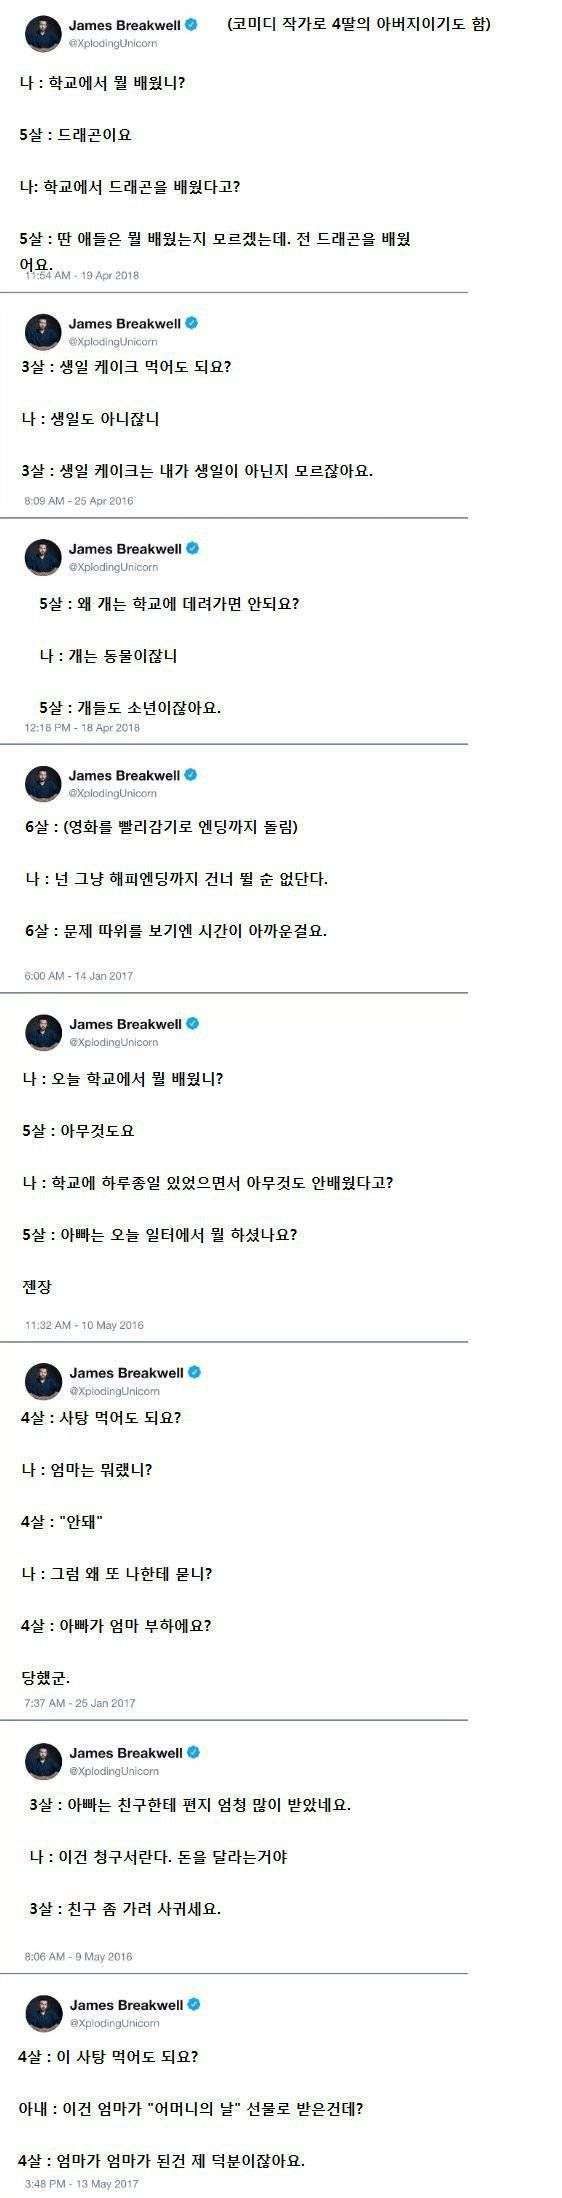 James Breakwell (코미디 작가로 4딸의 아버지이기도 함)
@XplodingUnicorn
나 : 학교에서 뭘 배웠니?
5살 : 드래곤이요
나: 학교에서 드래곤을 배웠다고?
5살 : 딴 애들은 뭘 배웠는지 모르겠는데. 전 드래곤을 배웠
어요.
11:54 AM - 19 Apr 2018
James Breakwell
@XplodingUnicorn
3살 : 생일 케이크 먹어도 되요?
나 : 생일도 아니잖니
3살 : 생일 케이크는 내가 생일이 아닌지 모르잖아요.
8:09 AM - 25 Apr 2016
James Breakwell
@XplodingUnicorn
5살 : 왜 개는 학교에 데려가면 안되요?
나 : 개는 동물이잖니
5살 : 개들도 소년이잖아요.
12:16 PM - 18 Apr 2018
James Breakwell
@XplodingUnicorn
6살 : (영화를 빨리감기로 엔딩까지 돌림)
나 : 넌 그냥 해피엔딩까지 건너 뛸 순 없단다.
6살 : 문제 따위를 보기엔 시간이 아까운걸요.
6:00 AM - 14 Jan 2017
James Breakwell
@XplodingUnicorn
나 : 오늘 학교에서 뭘 배웠니?
5살 : 아무것도요
나 : 학교에 하루종일 있었으면서 아무것도 안배웠다고?
5살 : 아빠는 오늘 일터에서 뭘 하셨나요?
젠장
11:32 AM - 10 May 2016
James Breakwell
@XplodingUnicorn
4살 : 사탕 먹어도 되요?
나 : 엄마는 뭐랬니?
4살 : "안돼"
나 : 그럼 왜 또 나한테 묻니?
4살 : 아빠가 엄마 부하에요?
당했군.
7:37 AM - 25 Jan 2017
James Breakwell
@XplodingUnicorn
3살 : 아빠는 친구한테 편지 엄청 많이 받았네요.
나 : 이건 청구서란다. 돈을 달라는거야
3살 : 친구 좀 가려 사귀세요.
8:06 AM - 9 May 2016
James Breakwell
@XplodingUnicorn
4살 : 이 사탕 먹어도 되요?
아내 : 이건 엄마가 "어머니의 날" 선물로 받은건데?
4살 : 엄마가 엄마가 된건 제 덕분이잖아요.
3:48 PM - 13 May 2017